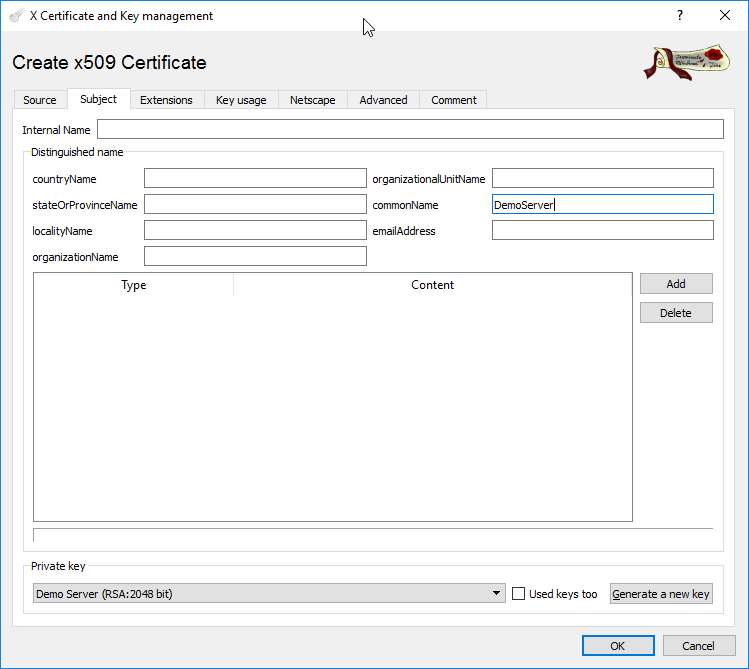 X Certificate and Key management
?
Create x509 Certificate
Source Subject Extensions Key usage Netscape Advanced Comment
Internal Name
Distinguished name
countryName organizationalUnitName
stateOrProvinceName commonName DemoServer
localityName emailAddress
organizationName
Type Content Add
Delete
Private key
Demo Server (RSA:2048 bit) Used keys too Generate a new key
OK Cancel